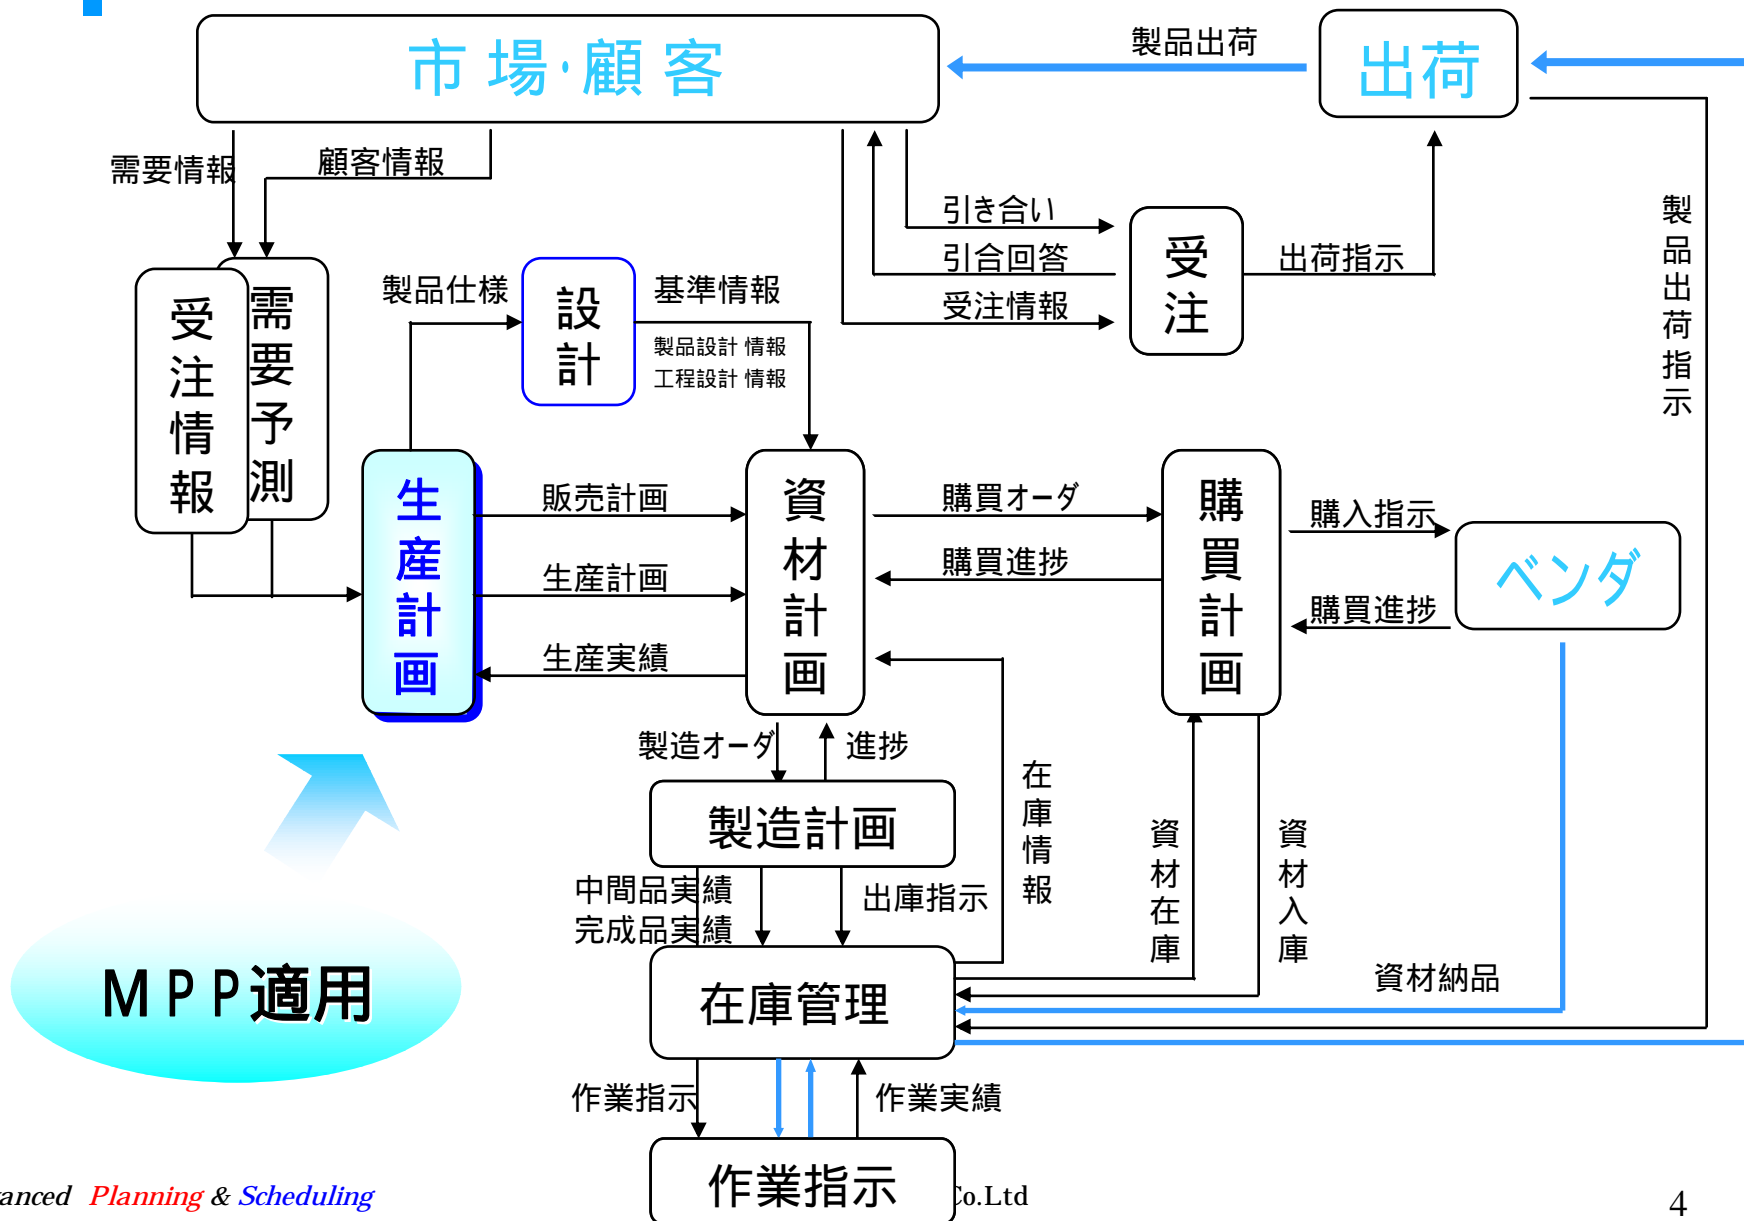 市場・顧客
製品出荷
出荷
需要情報
顧客情報
引き合い
引合回答
受注情報
受注
出荷指示
製品出荷指示
受注情報
需要予測
製品仕様
設計
基準情報
製品設計 情報
工程設計 情報
生産計画
販売計画
生産計画
生産実績
資材計画
購買オーダ
購買進捗
購買計画
購入指示
購買進捗
ベンダ
製造オーダ
進捗
製造計画
在庫情報
資材在庫
資材入庫
中間品実績
完成品実績
出庫指示
資材納品
在庫管理
MPP適用
作業指示
作業実績
作業指示
anced Planning & Scheduling
Co.Ltd
4